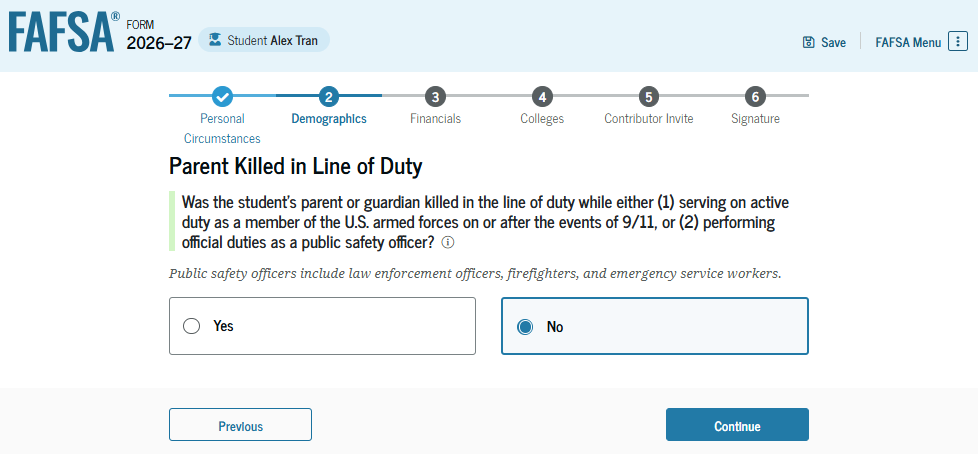 FAFSA® FORM
2026–27
Student Alex Tran
Save
FAFSA Menu
2
3
4
5
6
Personal
Circumstances
Demographics
Financials
Colleges
Contributor Invite
Signature
Parent Killed in Line of Duty
Was the student's parent or guardian killed in the line of duty while either (1) serving on active
duty as a member of the U.S. armed forces on or after the events of 9/11, or (2) performing
official duties as a public safety officer?
Public safety officers include law enforcement officers, firefighters, and emergency service workers.
Yes
No
Previous
Continue